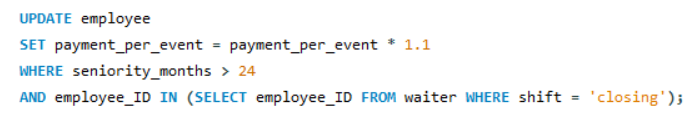 UPDATE employee
SET payment_per_event = payment_per_event * 1.1
WHERE seniority_months > 24
AND employee_ID IN (SELECT employee_ID FROM waiter WHERE shift = 'closing');